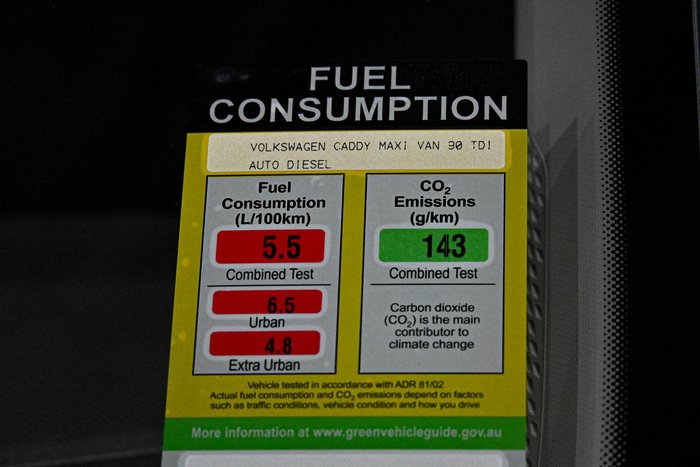 FUEL
CONSUMPTION
VOLKSWAGEN CADDY MAXI VAN 90 TDI
AUTO DIESEL
Fuel
Consumption
(L/100km)
5.5
Combined Test
6.5
Urban
4.8
Extra Urban
CO2
Emissions
(g/km)
143
Combined Test
Carbon dioxide
(CO2) is the main
contributor to
climate change
Vehicle tested in accordance with ADR 81/02
Actual fuel consumption and CO2 emissions depend on factors
such as traffic conditions, vehicle condition and how you drive
More information at www.greenvehicleguide.gov.au